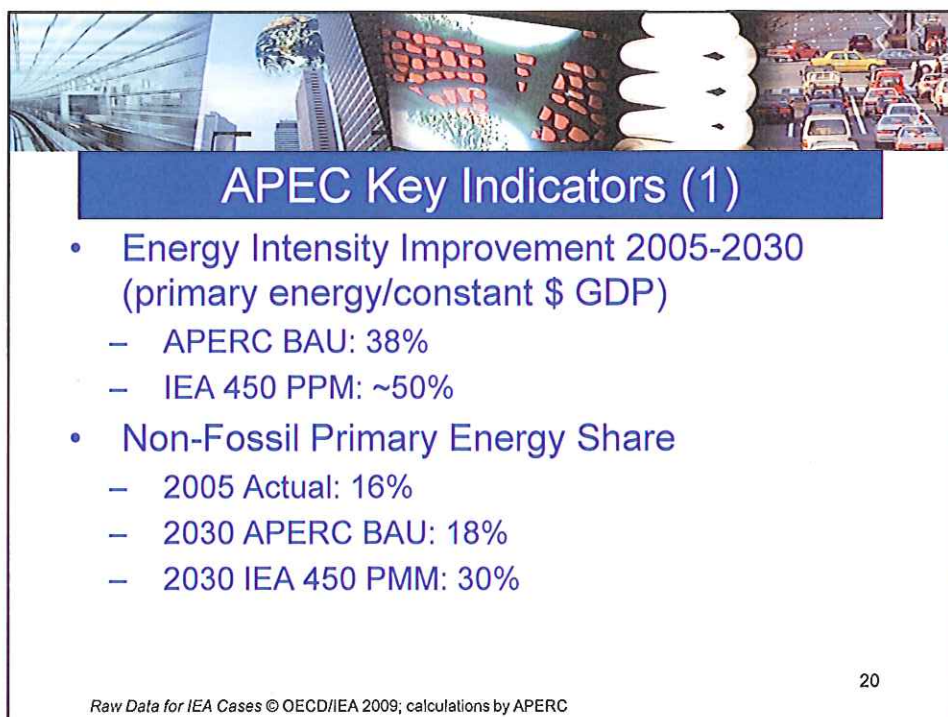 APEC Key Indicators (1)
• Energy Intensity Improvement 2005-2030
(primary energy/constant $ GDP)
– APERC BAU: 38%
– IEA 450 PPM: ~50%
• Non-Fossil Primary Energy Share
– 2005 Actual: 16%
– 2030 APERC BAU: 18%
– 2030 IEA 450 PMM: 30%
20
Raw Data for IEA Cases © OECD/IEA 2009; calculations by APERC